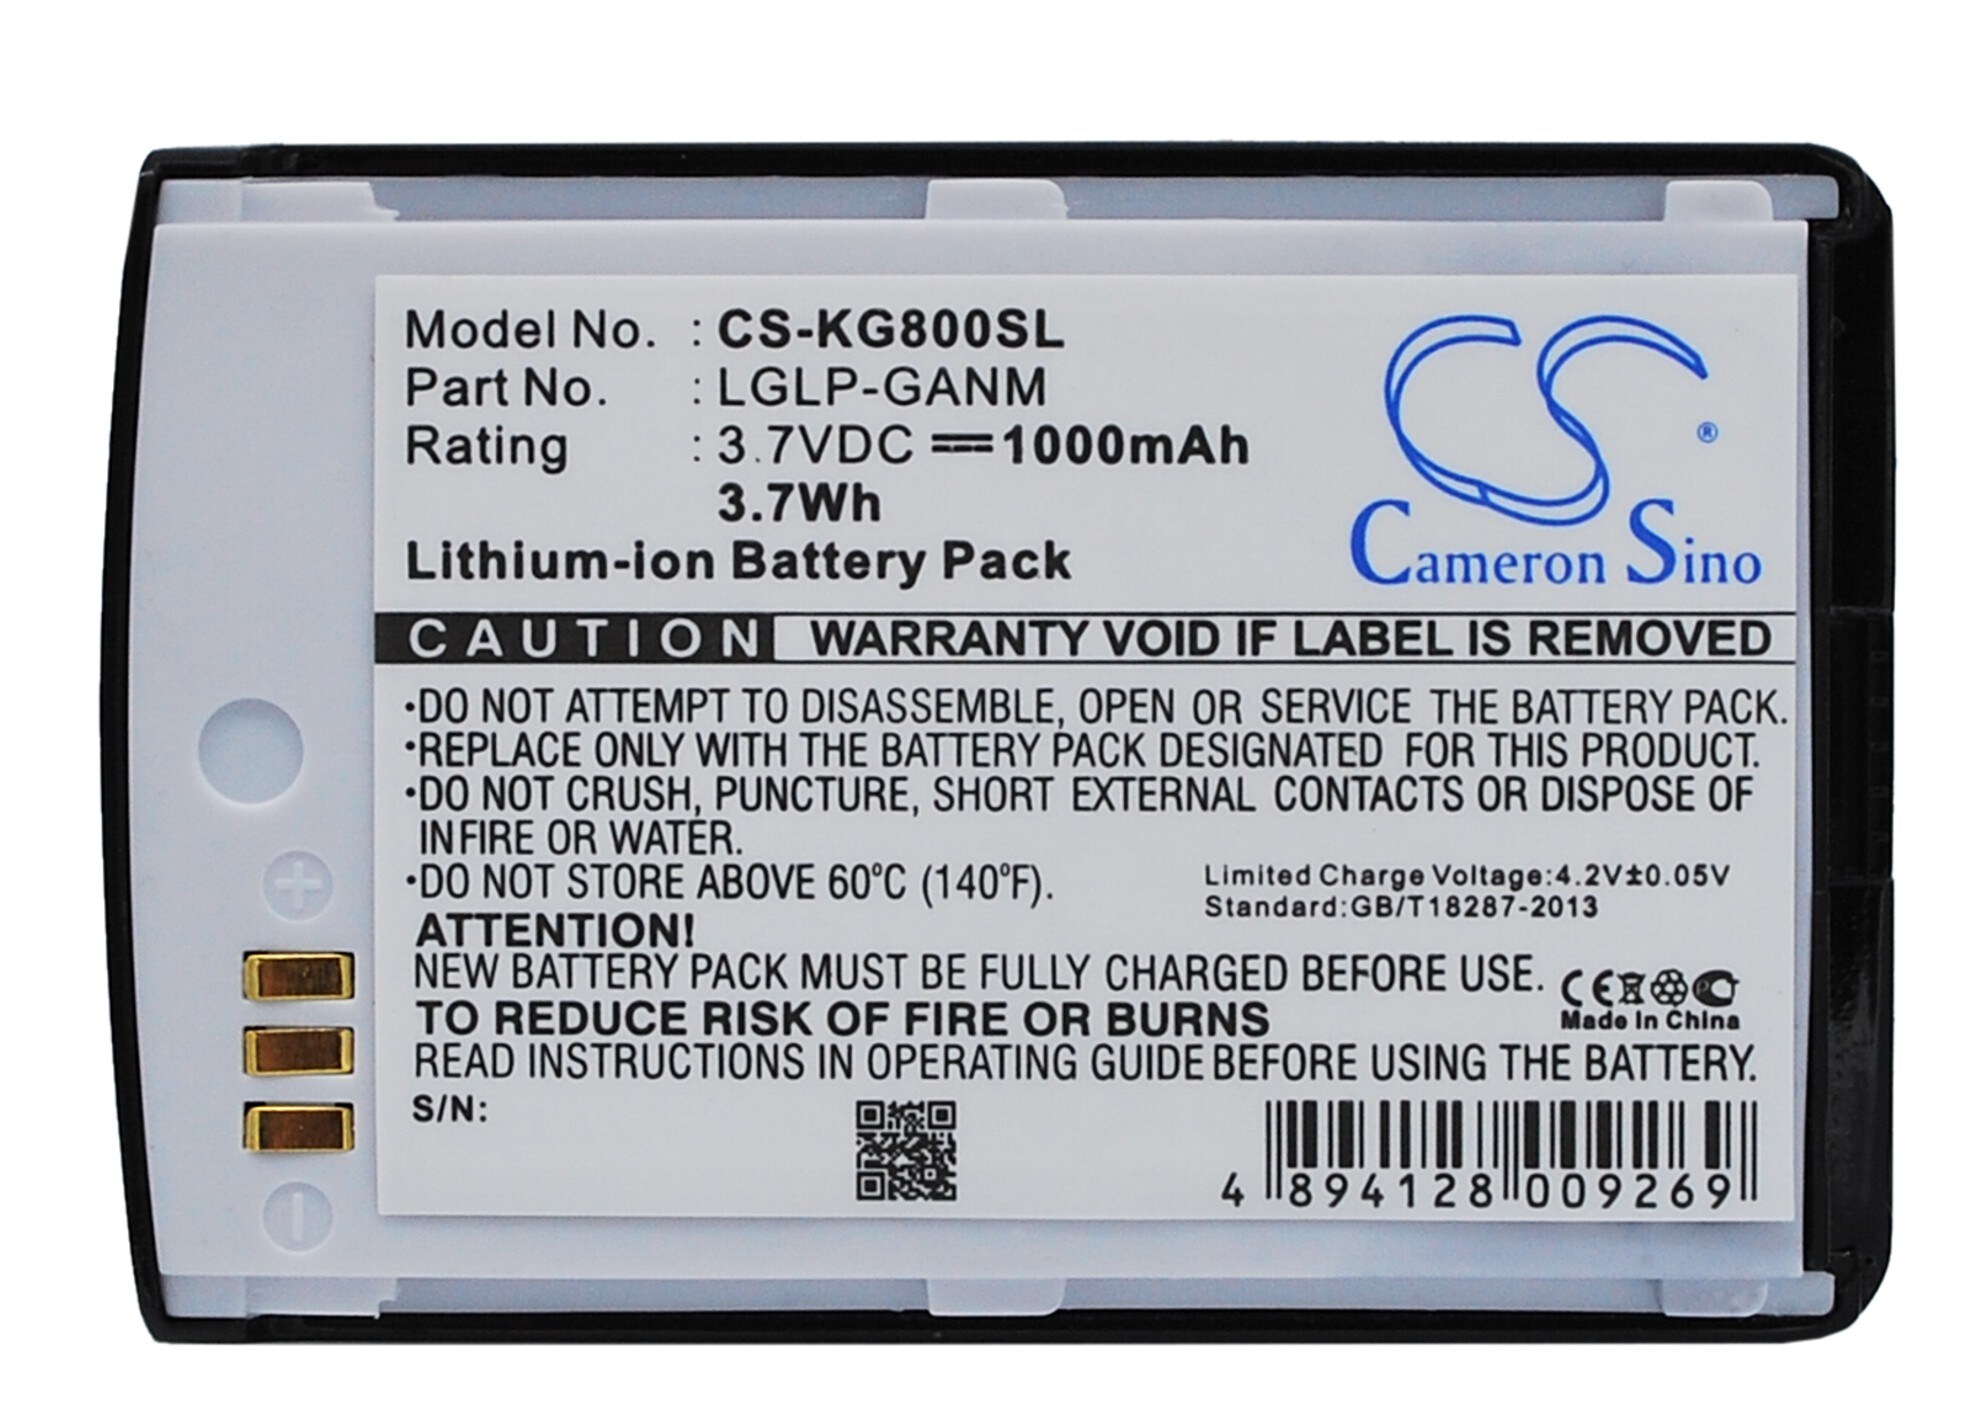 Model No. : CS-KG800SL
Part No. : LGLP-GANM
Rating : 3.7VDC ⎓ 1000mAh
3.7Wh
Lithium-ion Battery Pack
CS ®
Cameron Sino
CAUTION WARRANTY VOID IF LABEL IS REMOVED
·DO NOT ATTEMPT TO DISASSEMBLE, OPEN OR SERVICE THE BATTERY PACK.
·REPLACE ONLY WITH THE BATTERY PACK DESIGNATED FOR THIS PRODUCT.
·DO NOT CRUSH, PUNCTURE, SHORT EXTERNAL CONTACTS OR DISPOSE OF
IN FIRE OR WATER.
·DO NOT STORE ABOVE 60°C (140°F).
Limited Charge Voltage:4.2V±0.05V
Standard:GB/T18287-2013
ATTENTION!
NEW BATTERY PACK MUST BE FULLY CHARGED BEFORE USE.
CE
Made In China
TO REDUCE RISK OF FIRE OR BURNS
READ INSTRUCTIONS IN OPERATING GUIDE BEFORE USING THE BATTERY.
S/N:
4 894128 009269
+
-